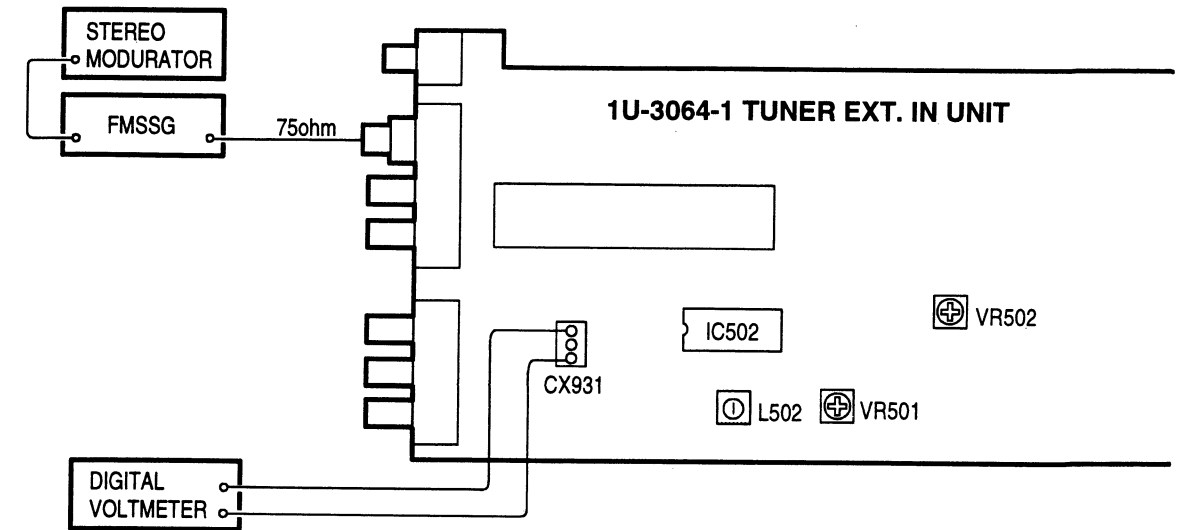 STEREO
MODURATOR
FMSSG
75ohm
1U-3064-1 TUNER EXT. IN UNIT
IC502
VR502
CX931
L502
VR501
DIGITAL
VOLTMETER